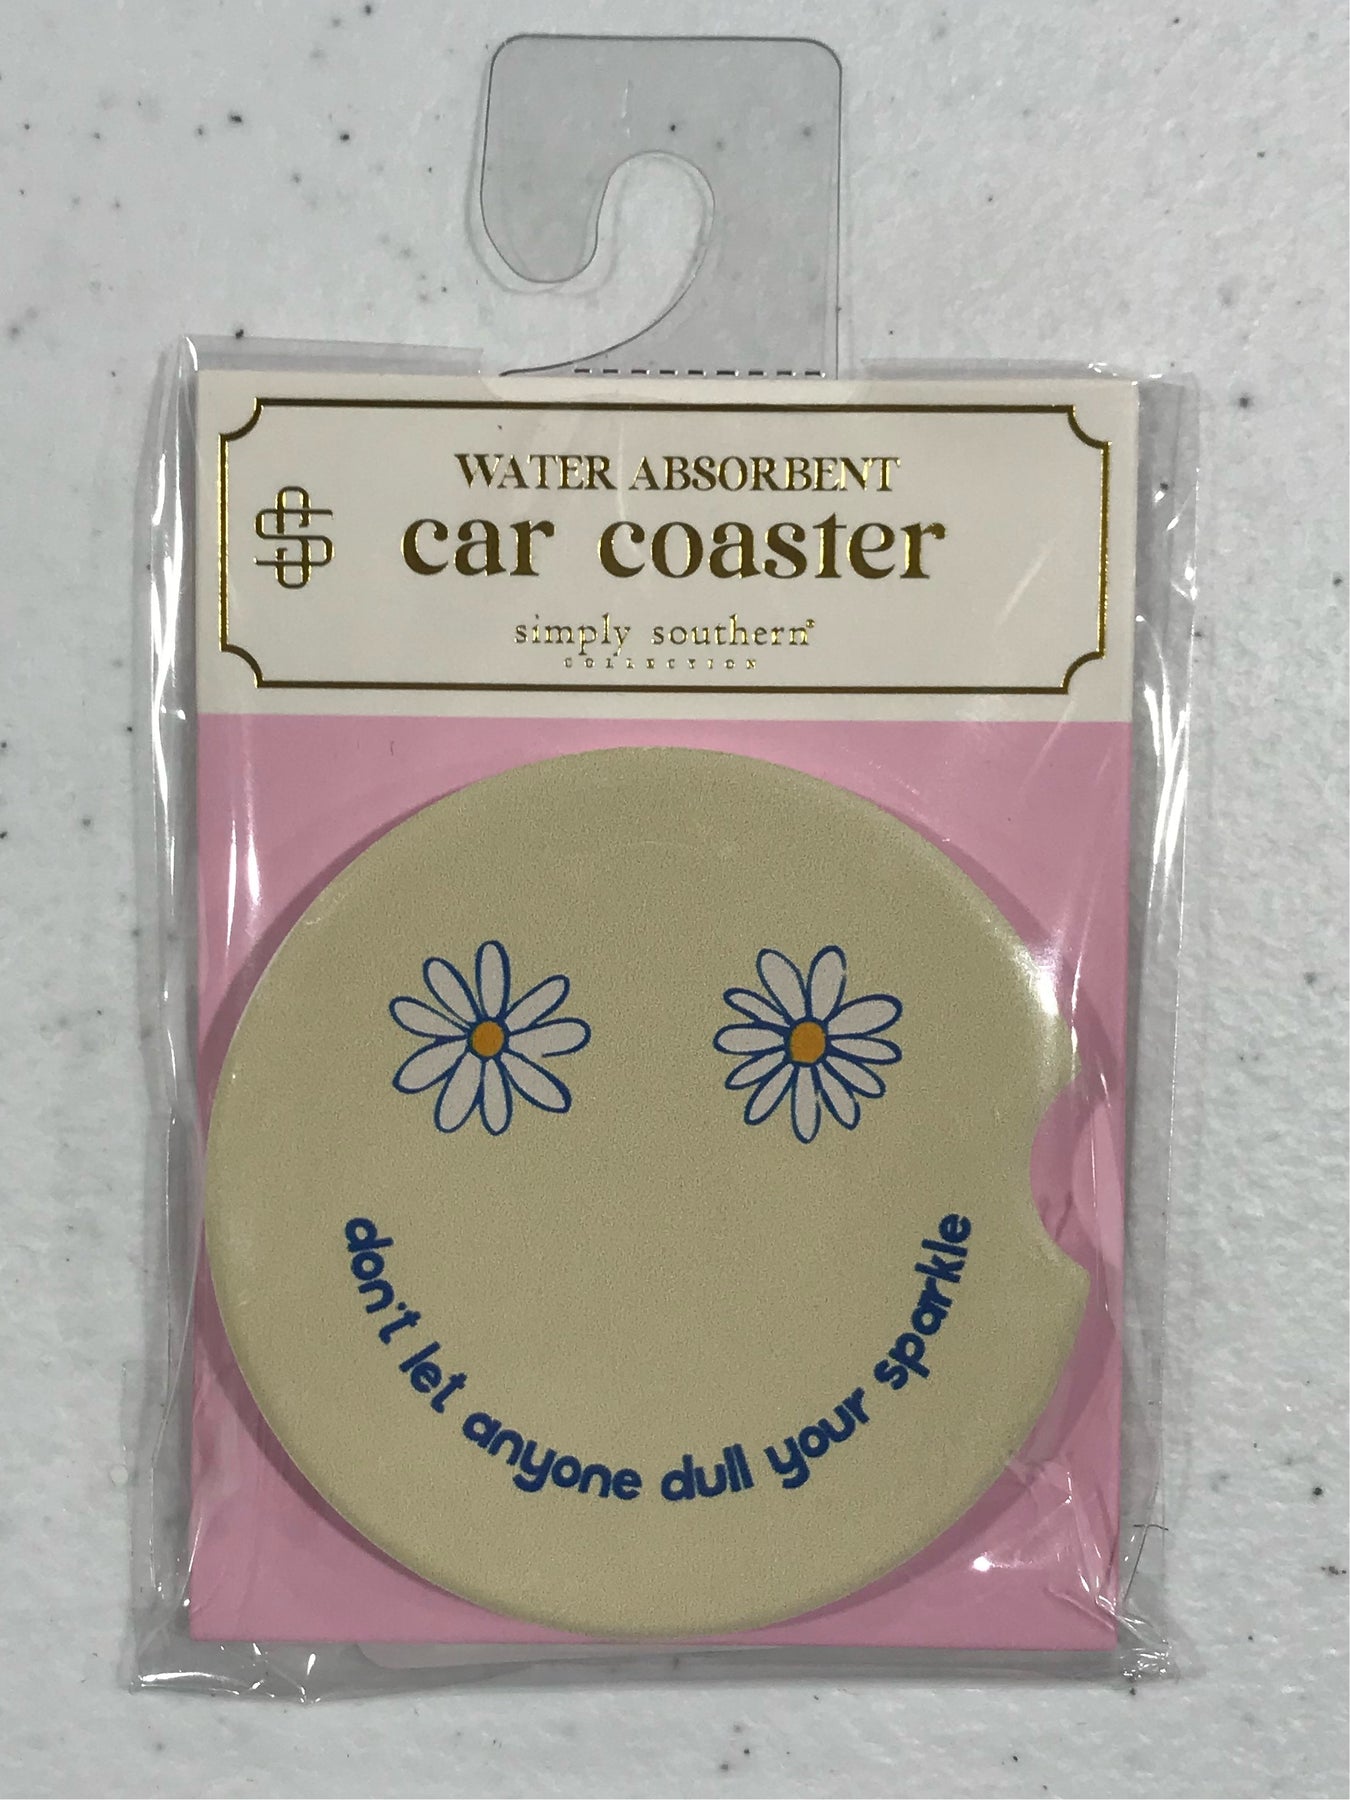 WATER ABSORBENT
car coaster
simply southern®
COLLECTION
don't let anyone dull your sparkle